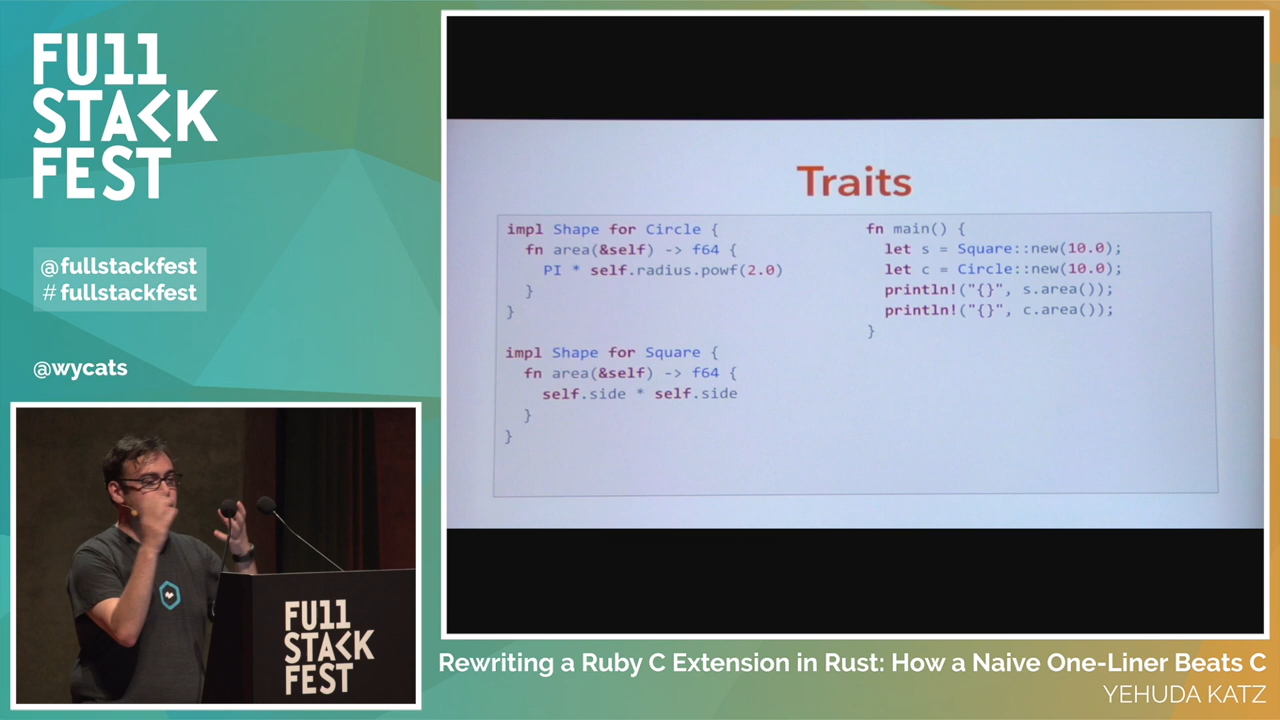 FU11
STACK
FEST
@fullstackfest
# fullstackfest
@wycats
FU11
STACK
FEST
Traits
impl Shape for Circle {
fn area(&self) -> f64 {
PI * self.radius.powf(2.0)
}
}
impl Shape for Square {
fn area(&self) -> f64 {
self.side * self.side
}
}
fn main() {
let s = Square::new(10.0);
let c = Circle::new(10.0);
println!("{}", s.area());
println!("{}", c.area());
}
Rewriting a Ruby C Extension in Rust: How a Naive One-Liner Beats C
YEHUDA KATZ